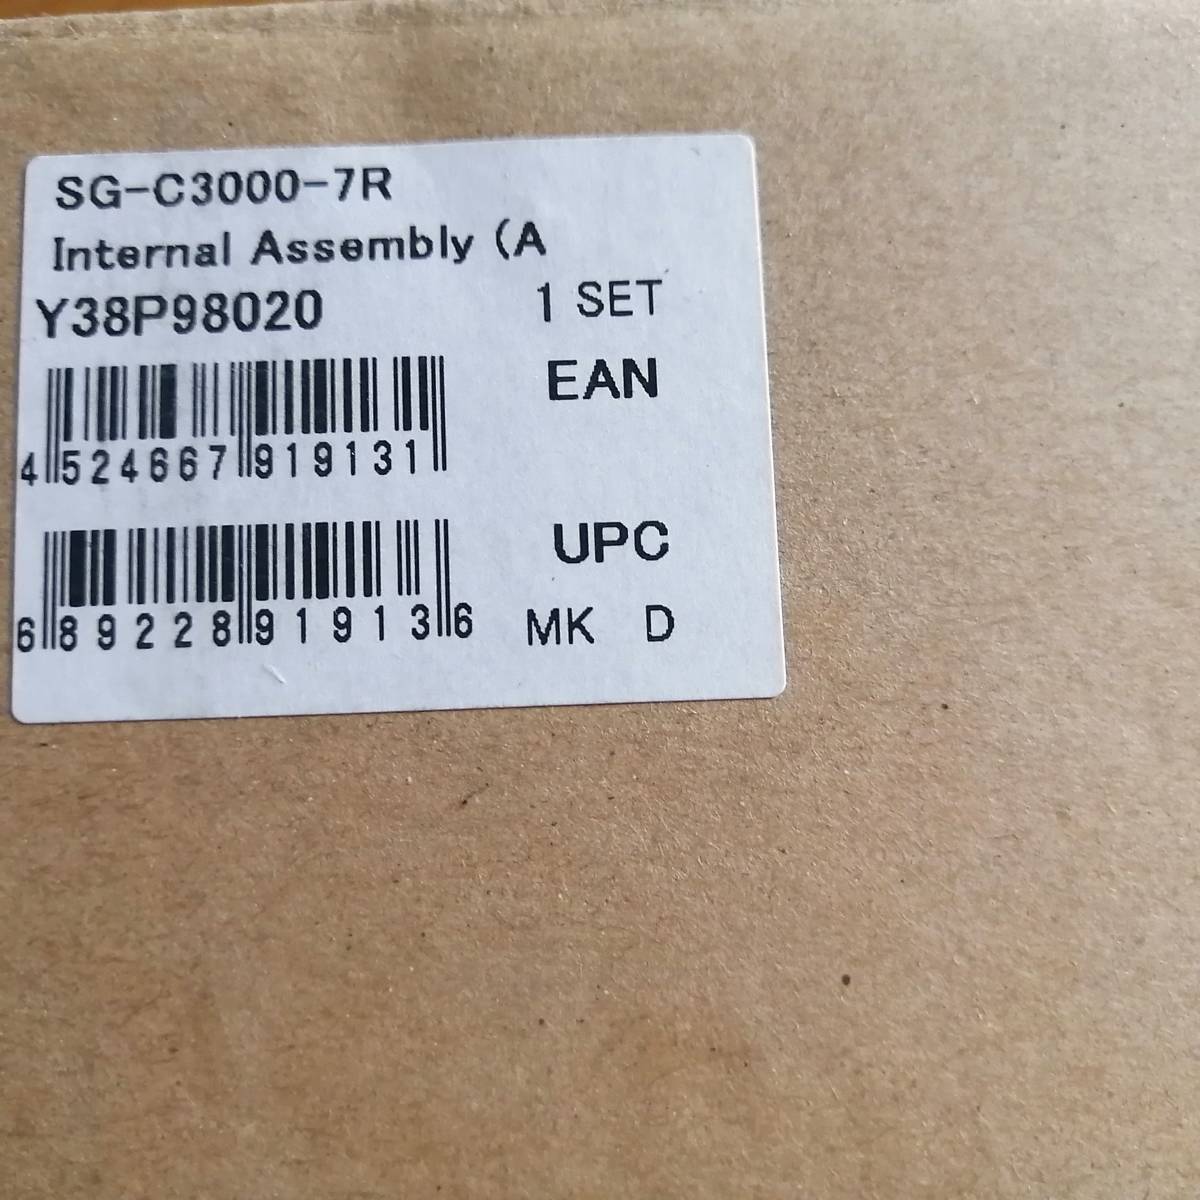 SG-C3000-7R
Internal Assembly (A
Y38P98020 1 SET
EAN
4 524667 919131
UPC
6 89228 91913 6
MK D